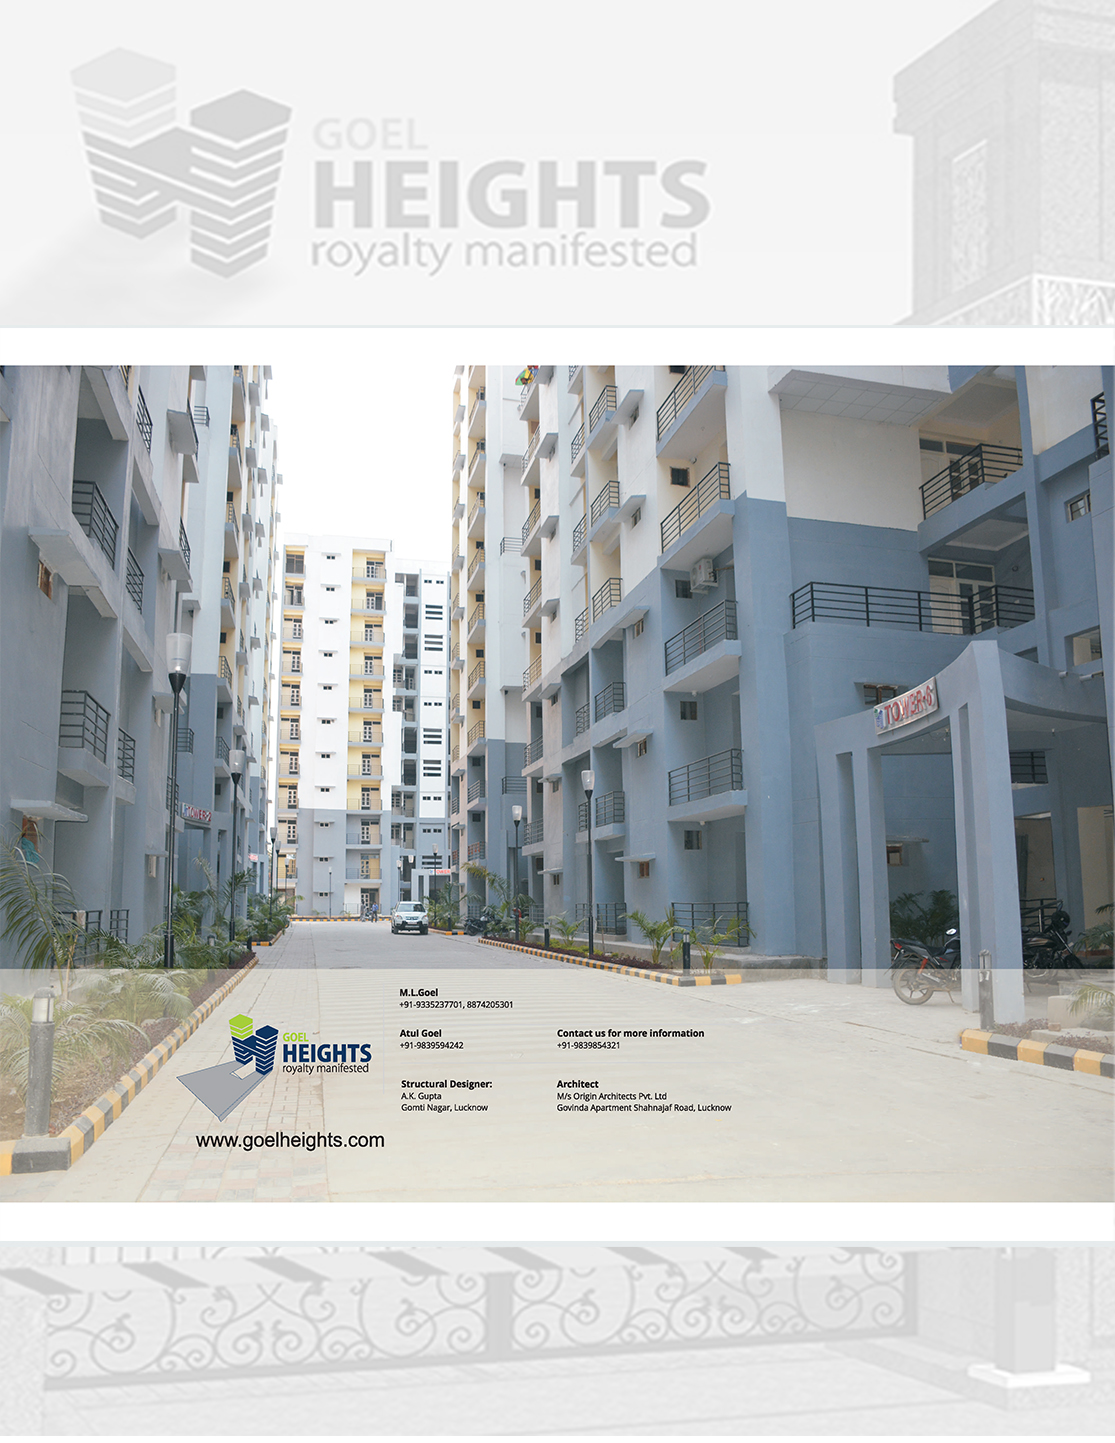 GOEL
HEIGHTS
royalty manifested
TOWER-6
TOWER-2
M.L.Goel
+91-9335237701, 8874205301
Atul Goel
+91-9839594242
Contact us for more information
+91-9839854321
GOEL
HEIGHTS
royalty manifested
Structural Designer:
A.K. Gupta
Gomti Nagar, Lucknow
Architect
M/s Origin Architects Pvt. Ltd
Govinda Apartment Shahnajaf Road, Lucknow
www.goelheights.com